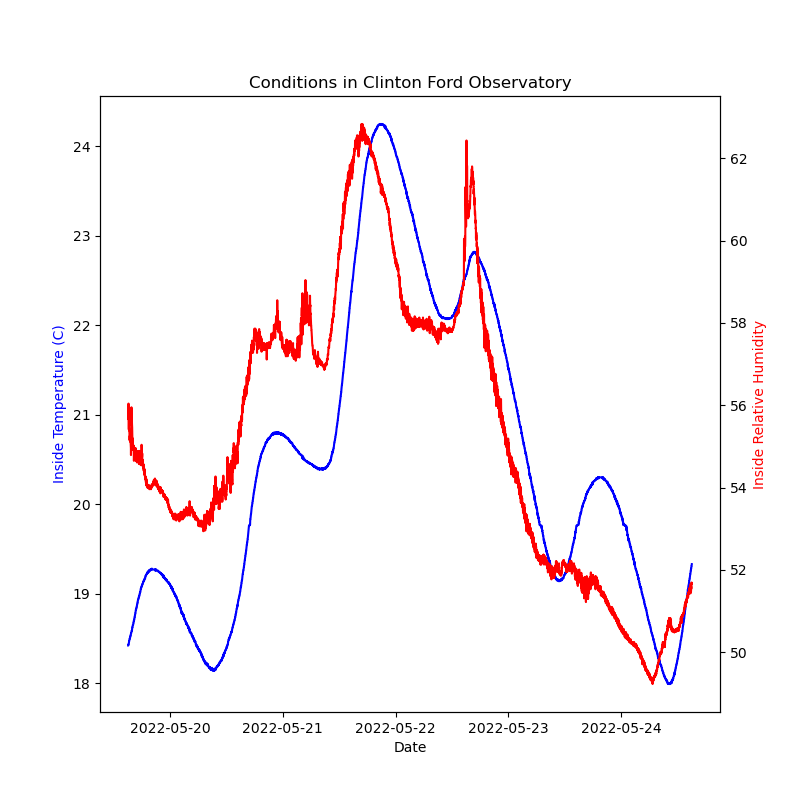 Conditions in Clinton Ford Observatory
Inside Temperature (C)
24
23
22
21
20
19
18
62
60
58
56
54
52
50
Inside Relative Humidity
2022-05-20 2022-05-21 2022-05-22 2022-05-23 2022-05-24
Date